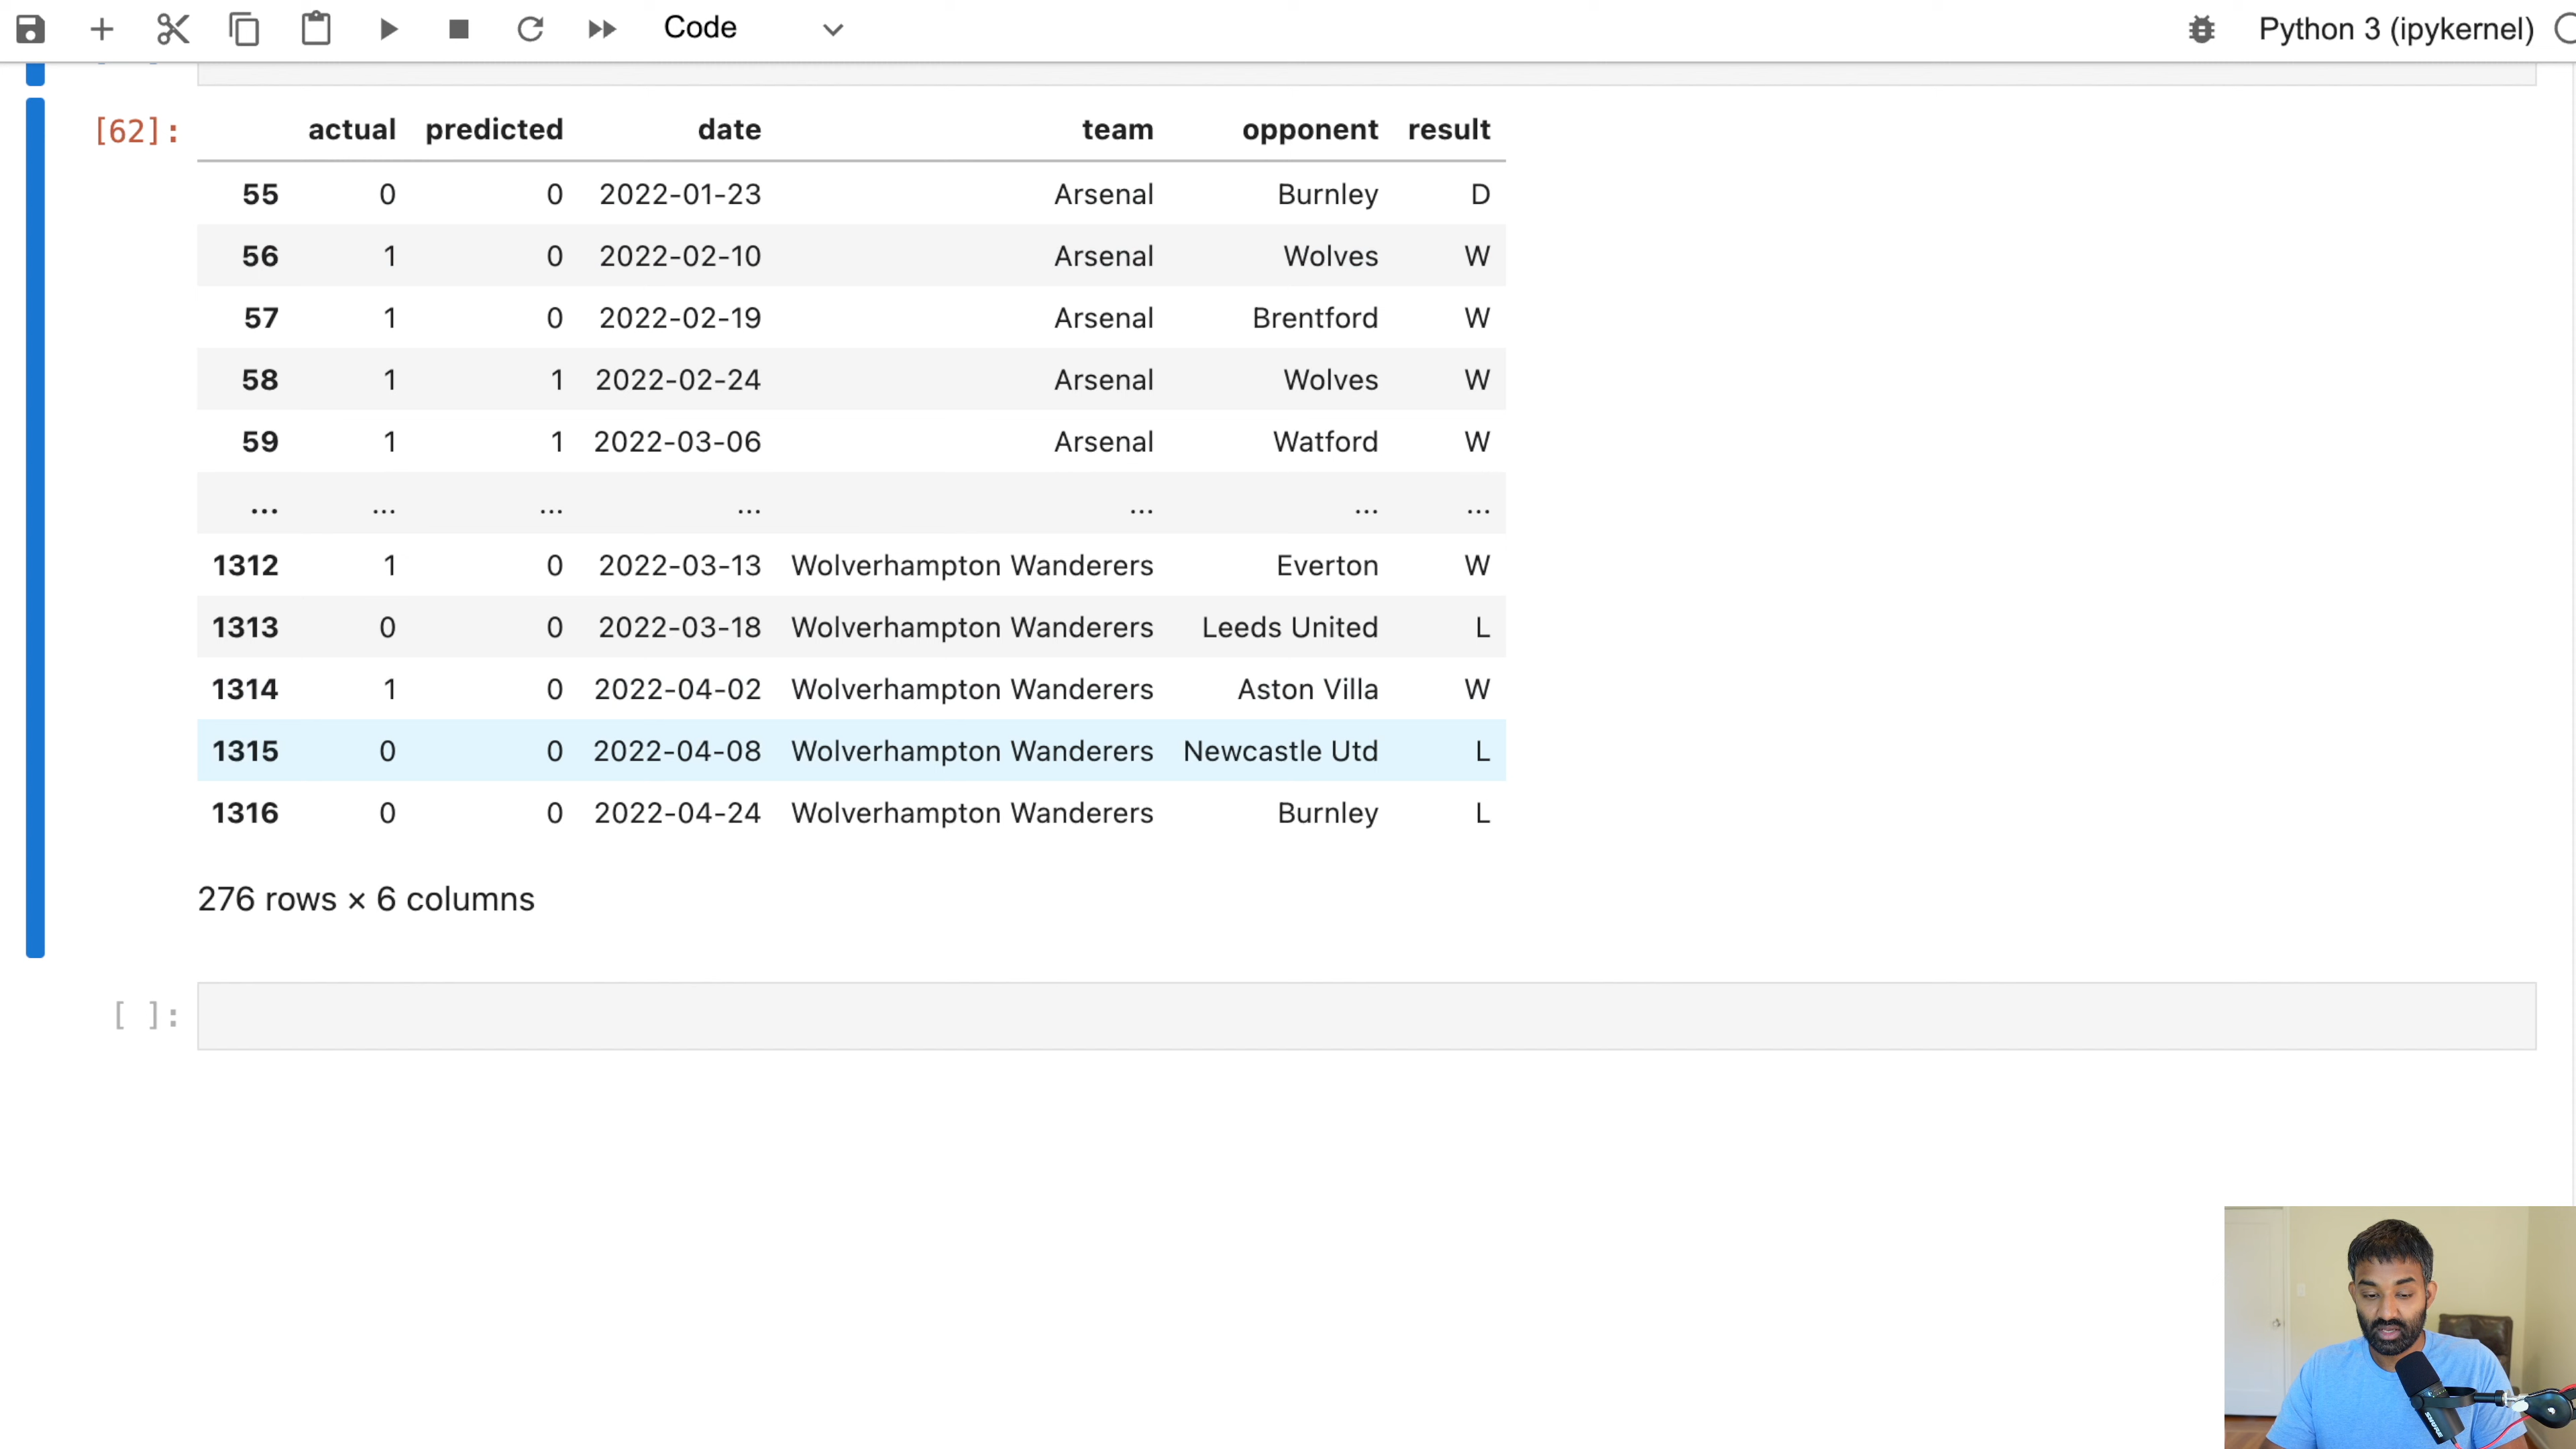 Code
Python 3 (ipykernel)
[62]:
actual predicted date team opponent result
55 0 0 2022-01-23 Arsenal Burnley D
56 1 0 2022-02-10 Arsenal Wolves W
57 1 0 2022-02-19 Arsenal Brentford W
58 1 1 2022-02-24 Arsenal Wolves W
59 1 1 2022-03-06 Arsenal Watford W
... ... ... ... ... ... ...
1312 1 0 2022-03-13 Wolverhampton Wanderers Everton W
1313 0 0 2022-03-18 Wolverhampton Wanderers Leeds United L
1314 1 0 2022-04-02 Wolverhampton Wanderers Aston Villa W
1315 0 0 2022-04-08 Wolverhampton Wanderers Newcastle Utd L
1316 0 0 2022-04-24 Wolverhampton Wanderers Burnley L
276 rows × 6 columns
[ ]:
SHURE